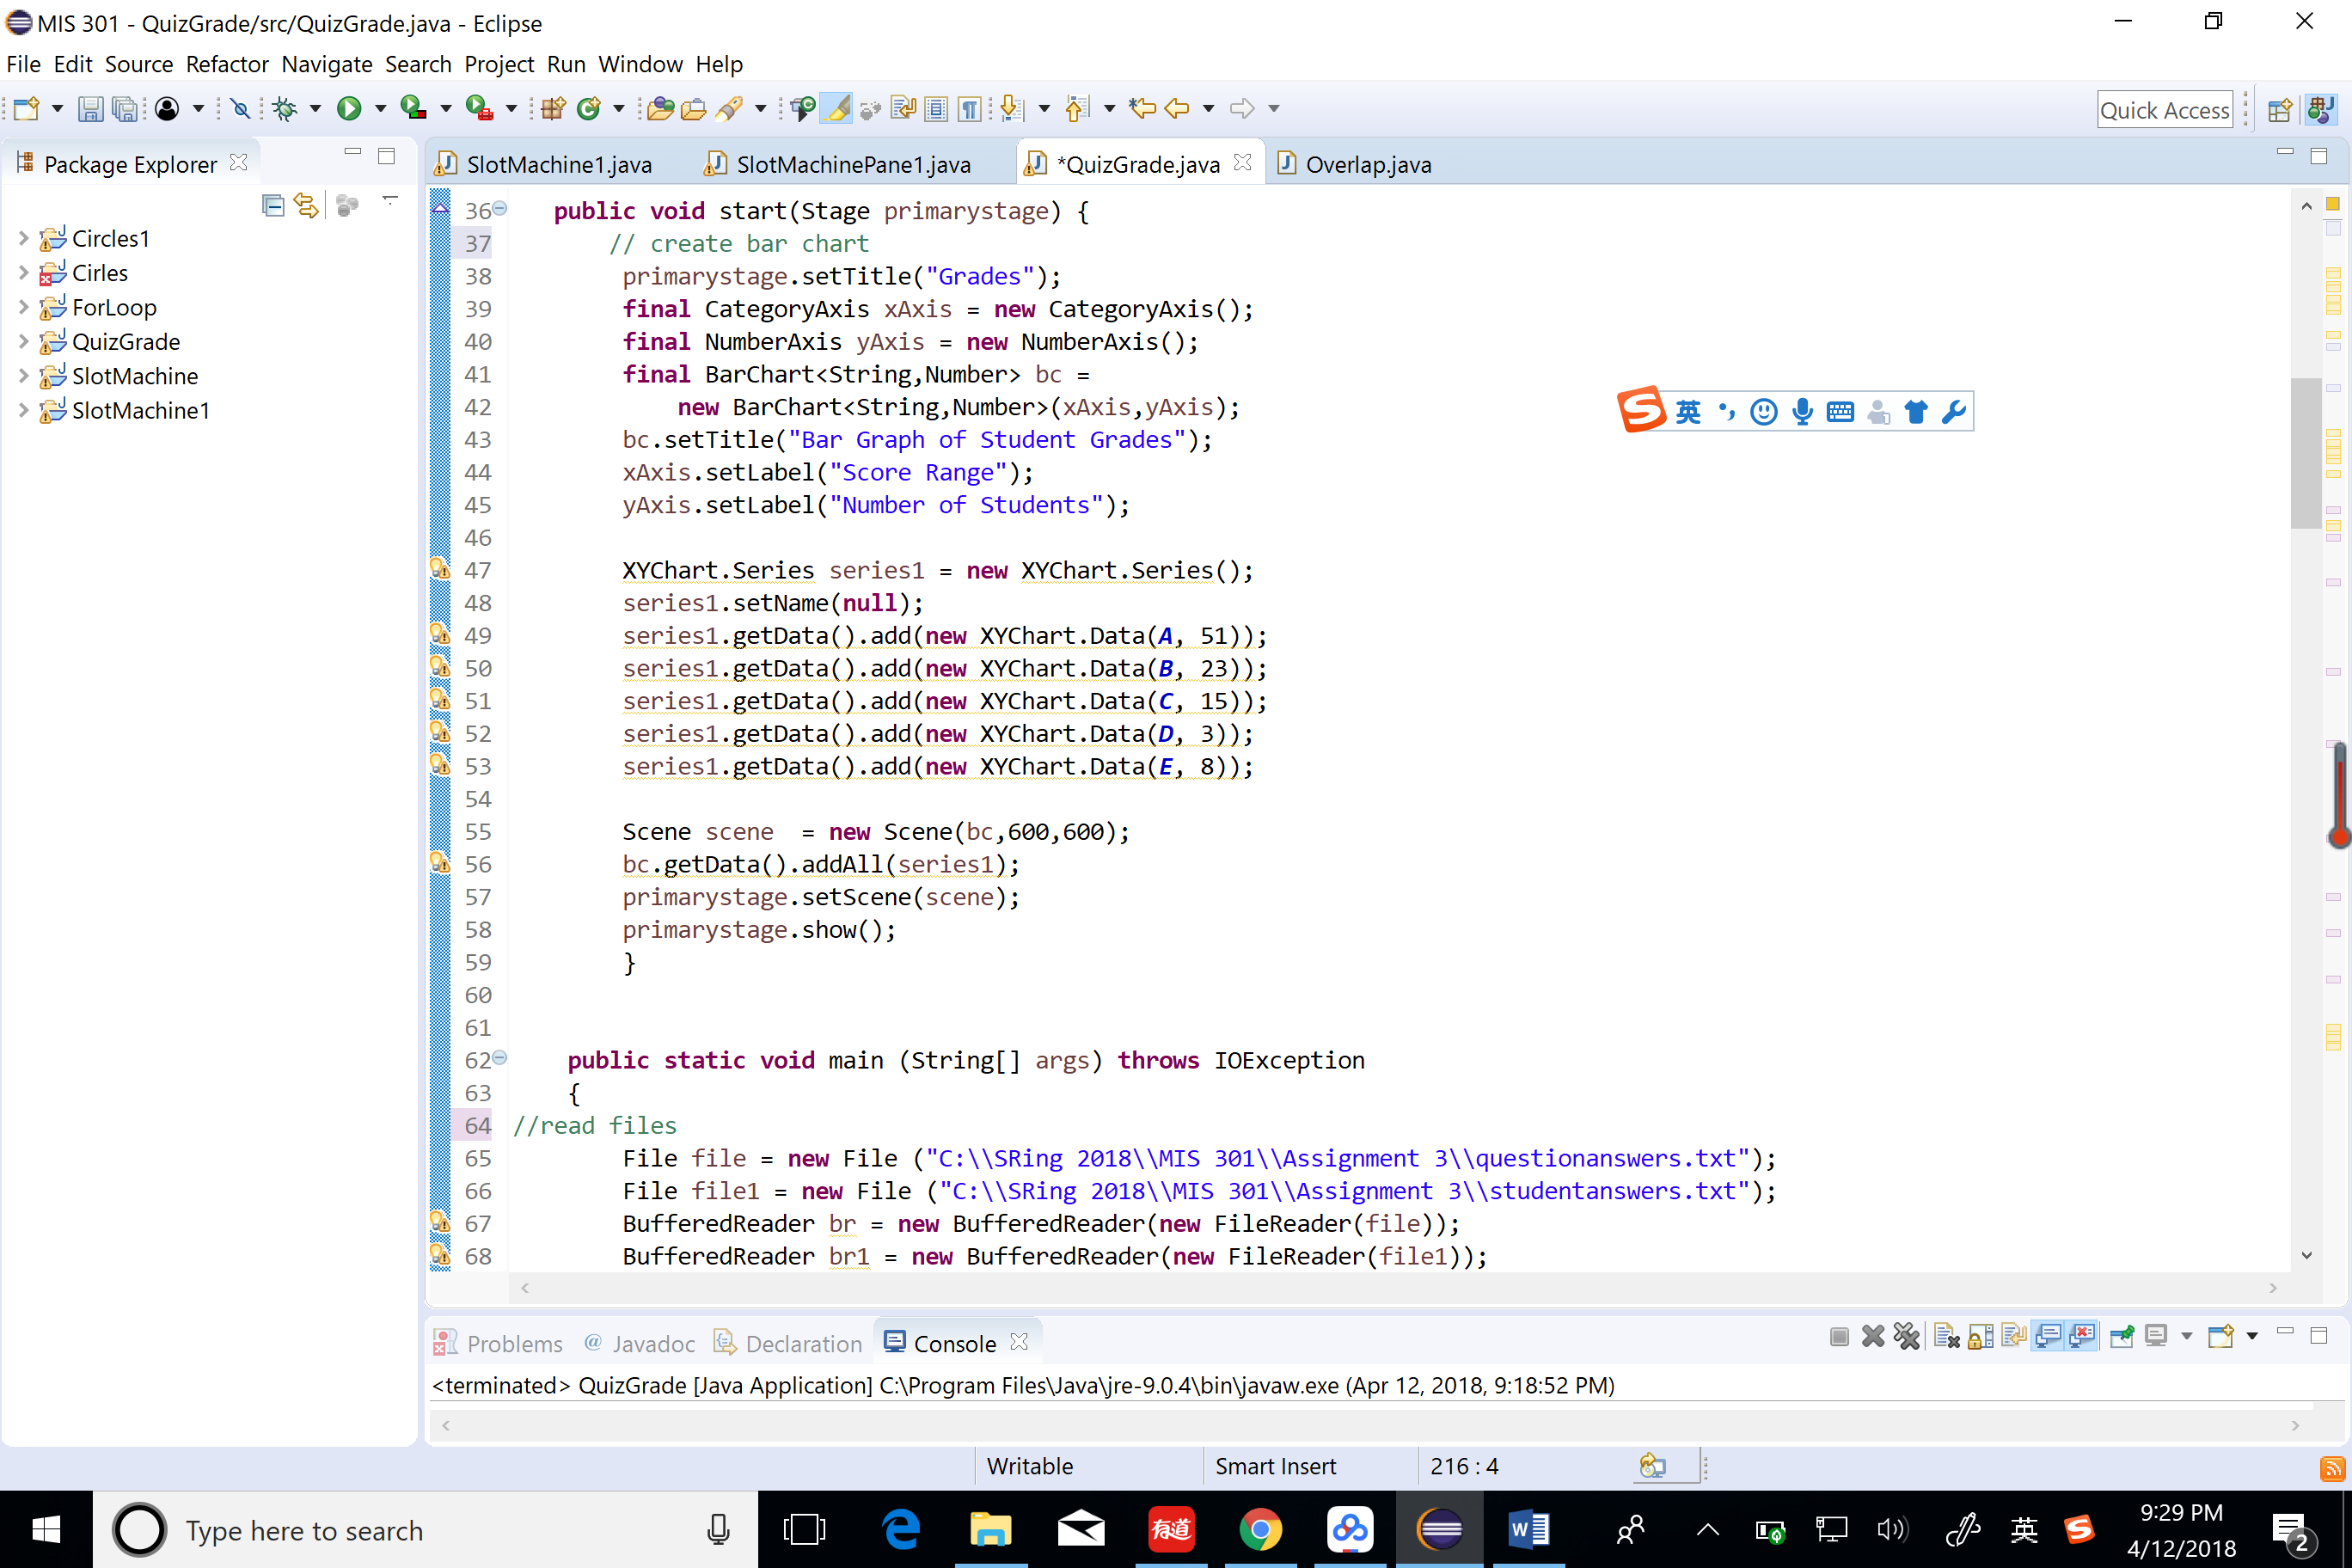 MIS 301 - QuizGrade/src/QuizGrade.java - Eclipse
File Edit Source Refactor Navigate Search Project Run Window Help
Quick Access
Package Explorer
SlotMachine1.java SlotMachinePane1.java *QuizGrade.java Overlap.java
Circles1
Cirles
ForLoop
QuizGrade
SlotMachine
SlotMachine1
36 public void start(Stage primarystage) {
37 // create bar chart
38 primarystage.setTitle("Grades");
39 final CategoryAxis xAxis = new CategoryAxis();
40 final NumberAxis yAxis = new NumberAxis();
41 final BarChart<String,Number> bc =
42 new BarChart<String,Number>(xAxis,yAxis);
43 bc.setTitle("Bar Graph of Student Grades");
44 xAxis.setLabel("Score Range");
45 yAxis.setLabel("Number of Students");
46
47 XYChart.Series series1 = new XYChart.Series();
48 series1.setName(null);
49 series1.getData().add(new XYChart.Data(A, 51));
50 series1.getData().add(new XYChart.Data(B, 23));
51 series1.getData().add(new XYChart.Data(C, 15));
52 series1.getData().add(new XYChart.Data(D, 3));
53 series1.getData().add(new XYChart.Data(E, 8));
54
55 Scene scene  = new Scene(bc,600,600);
56 bc.getData().addAll(series1);
57 primarystage.setScene(scene);
58 primarystage.show();
59 }
60
61
62 public static void main (String[] args) throws IOException
63 {
64 //read files
65 File file = new File ("C:\\SRing 2018\\MIS 301\\Assignment 3\\questionanswers.txt");
66 File file1 = new File ("C:\\SRing 2018\\MIS 301\\Assignment 3\\studentanswers.txt");
67 BufferedReader br = new BufferedReader(new FileReader(file));
68 BufferedReader br1 = new BufferedReader(new FileReader(file1));
英
Problems @ Javadoc Declaration Console
<terminated> QuizGrade [Java Application] C:\Program Files\Java\jre-9.0.4\bin\javaw.exe (Apr 12, 2018, 9:18:52 PM)
Writable Smart Insert 216 : 4
Type here to search
有道
英
9:29 PM
4/12/2018
2